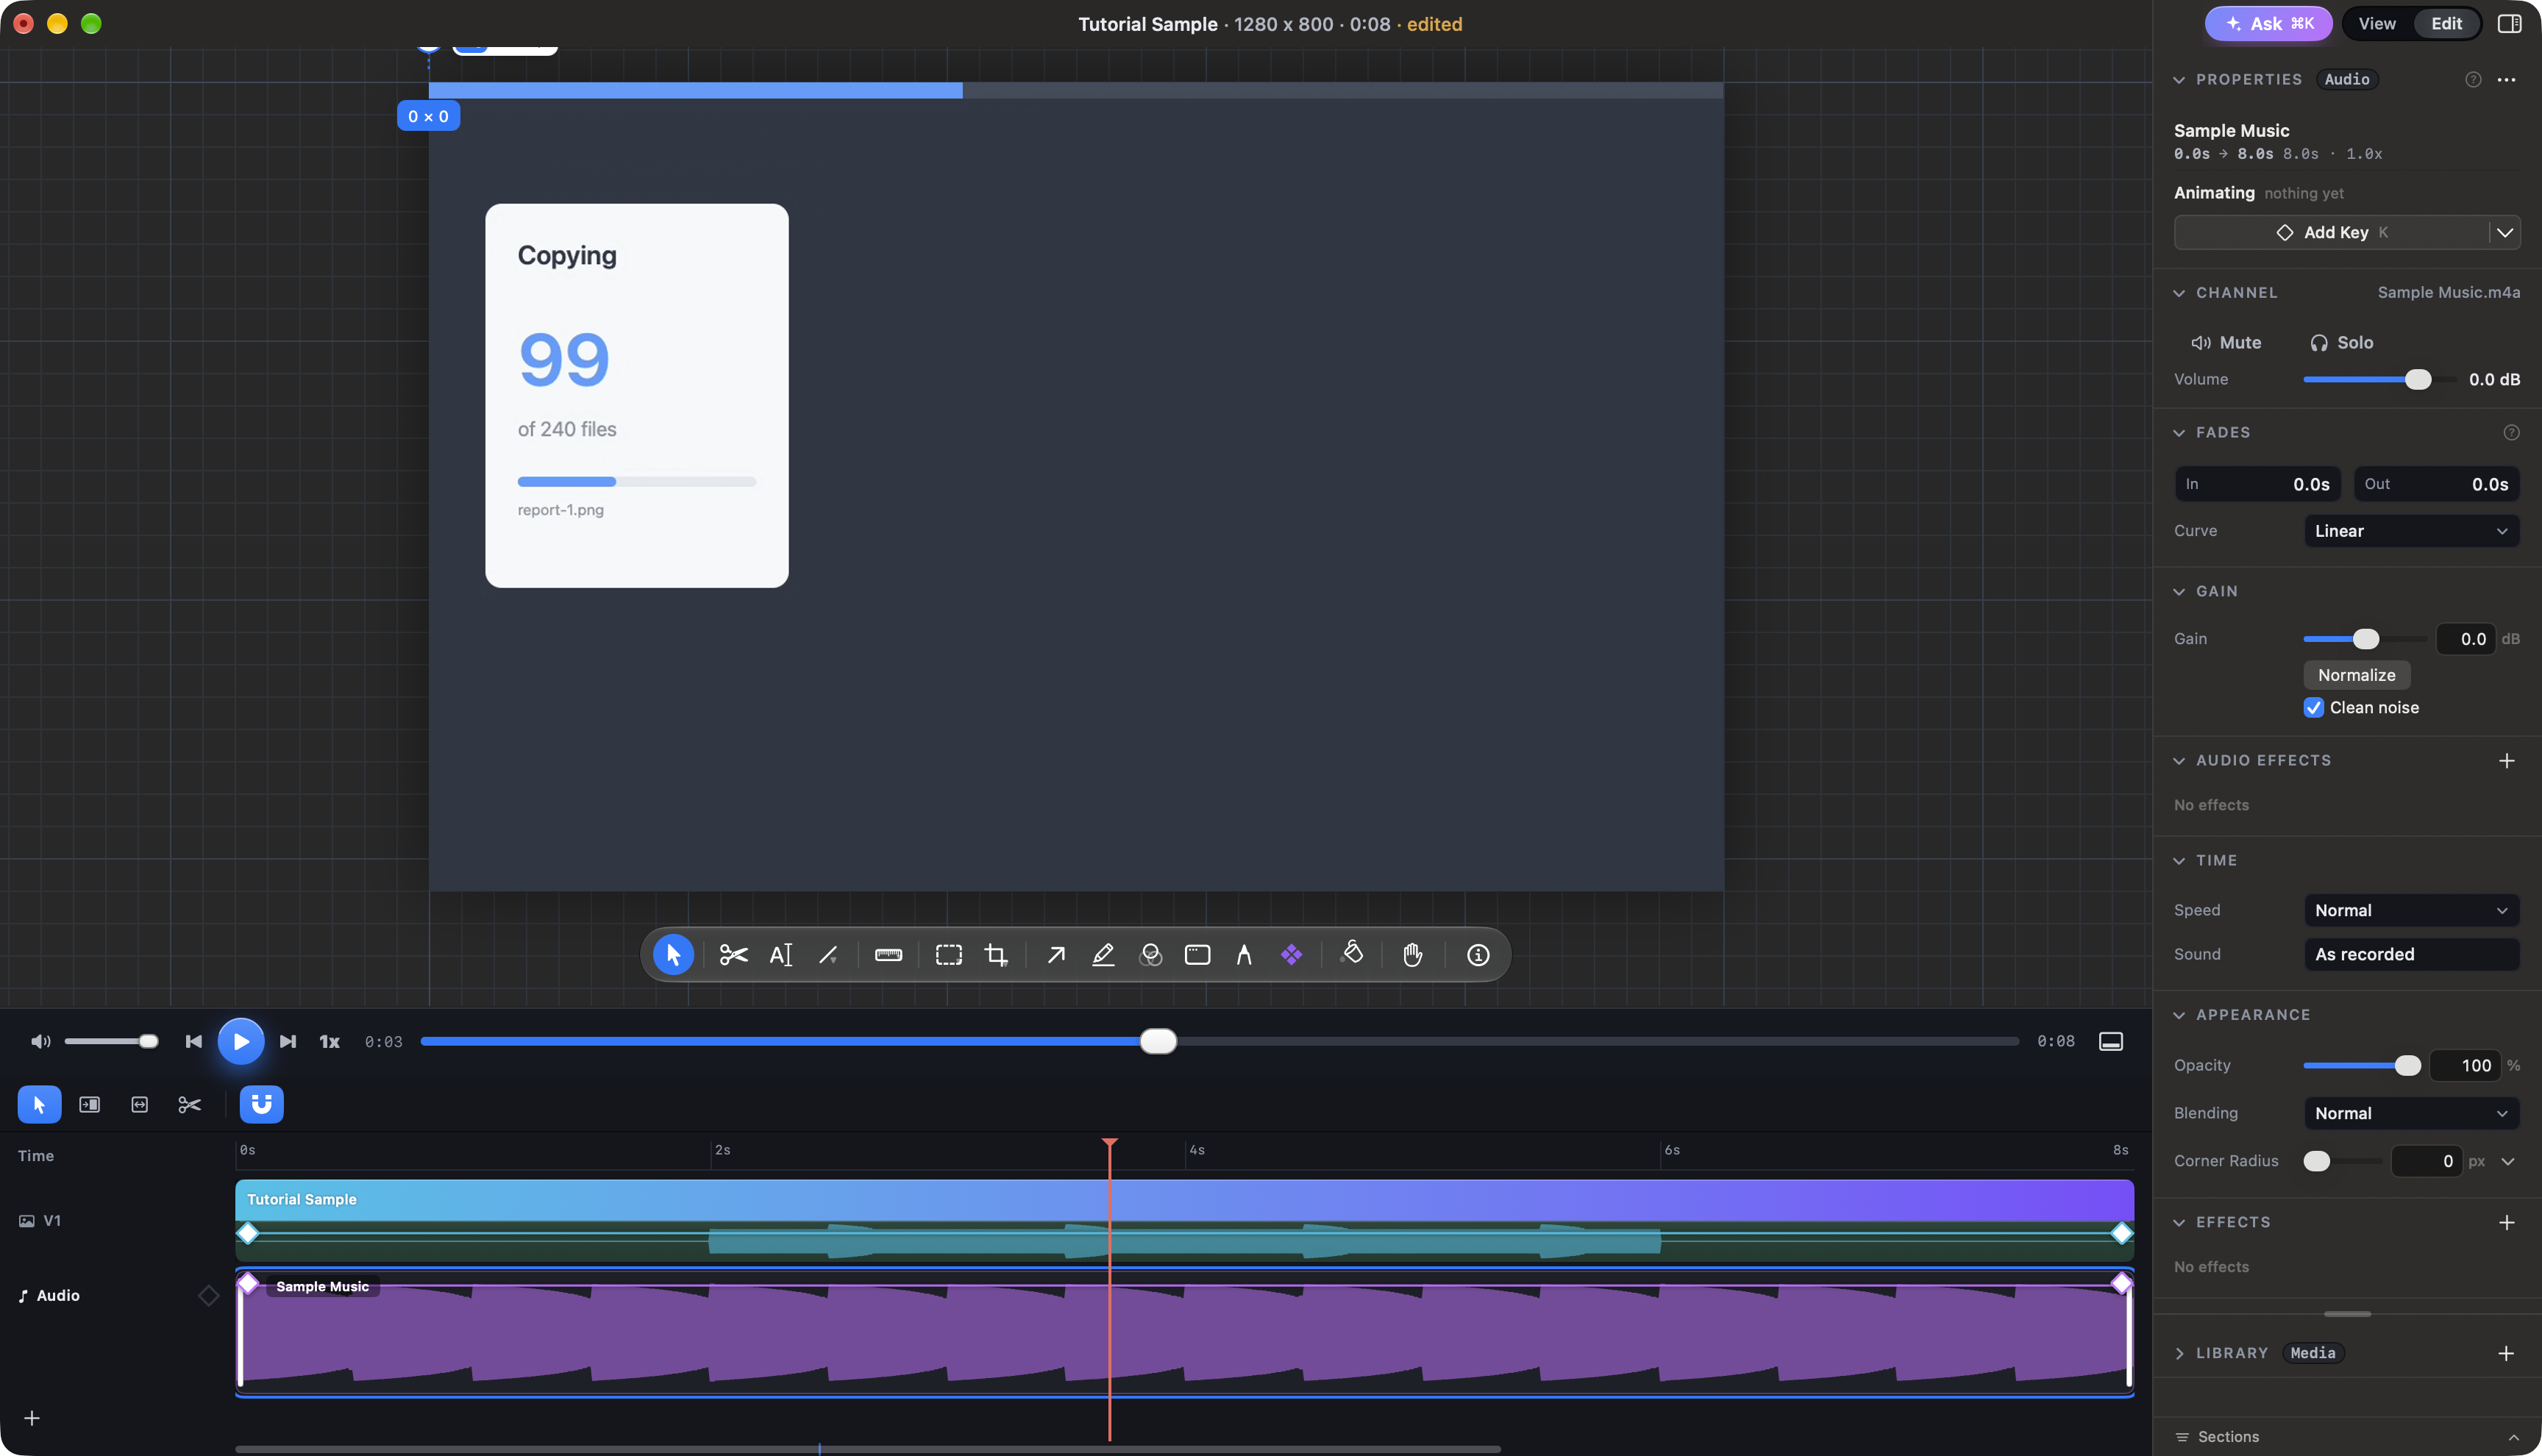 Tutorial Sample · 1280 x 800 · 0:08 · edited
Ask ⌘K
View
Edit
0 × 0
Copying
99
of 240 files
report-1.png
PROPERTIES Audio
Sample Music
0.0s → 8.0s 8.0s · 1.0x
Animating nothing yet
Add Key K
CHANNEL Sample Music.m4a
Mute Solo
Volume 0.0 dB
FADES
In 0.0s Out 0.0s
Curve Linear
GAIN
Gain 0.0 dB
Normalize
Clean noise
AUDIO EFFECTS
No effects
TIME
Speed Normal
Sound As recorded
APPEARANCE
Opacity 100 %
Blending Normal
Corner Radius 0 px
EFFECTS
No effects
LIBRARY Media
Sections
1x 0:03 0:08
Time 0s 2s 4s 6s 8s
Tutorial Sample
V1
Sample Music
Audio